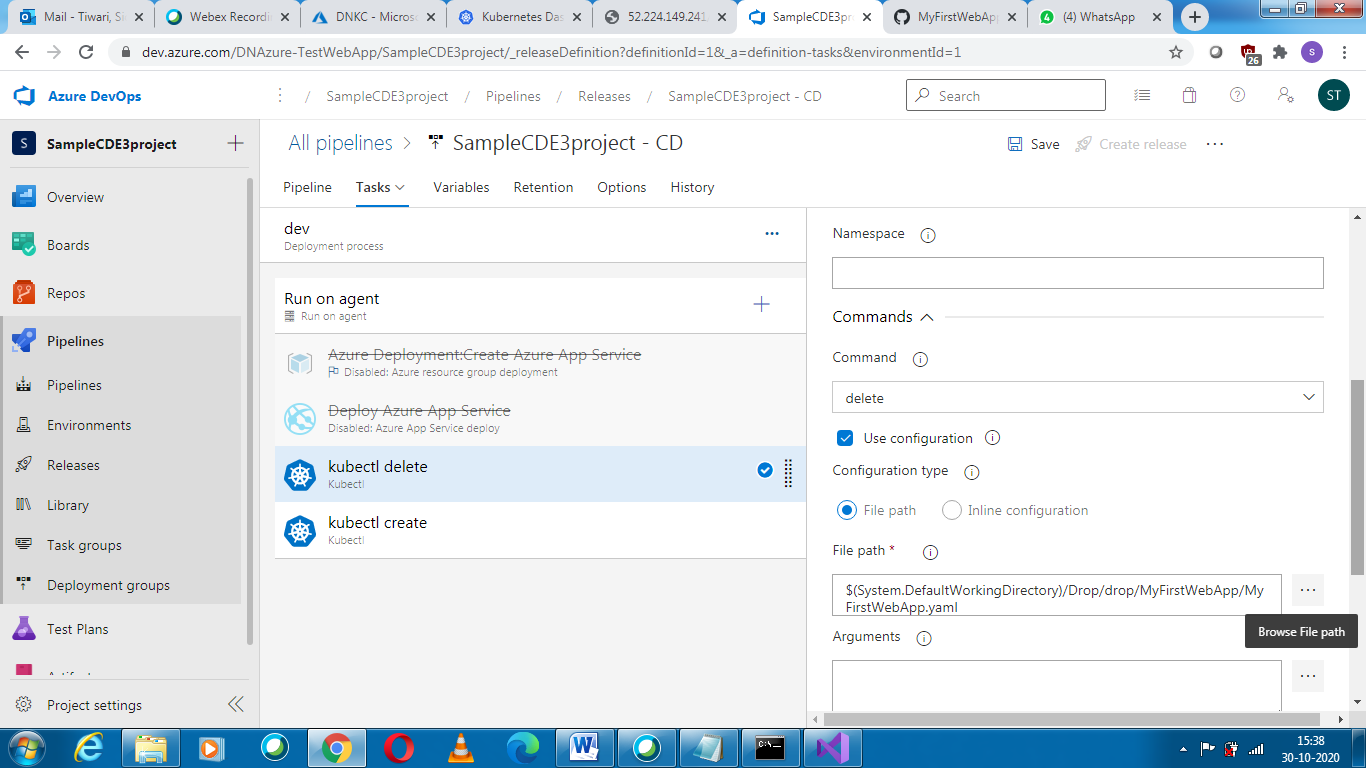 Mail - Tiwari, Si
Webex Recordi
DNKC - Micros
Kubernetes Das
52.224.149.241
SampleCDE3pr
MyFirstWebApp
(4) WhatsApp
dev.azure.com/DNAzure-TestWebApp/SampleCDE3project/_releaseDefinition?definitionId=1&_a=definition-tasks&environmentId=1
26
S
Azure DevOps
/ SampleCDE3project / Pipelines / Releases / SampleCDE3project - CD
Search
ST
S
SampleCDE3project
Overview
Boards
Repos
Pipelines
Pipelines
Environments
Releases
Library
Task groups
Deployment groups
Test Plans
Project settings
All pipelines
SampleCDE3project - CD
Save
Create release
Pipeline
Tasks
Variables
Retention
Options
History
dev
Deployment process
Run on agent
Run on agent
Azure Deployment:Create Azure App Service
Disabled: Azure resource group deployment
Deploy Azure App Service
Disabled: Azure App Service deploy
kubectl delete
Kubectl
kubectl create
Kubectl
Namespace
Commands
Command
delete
Use configuration
Configuration type
File path
Inline configuration
File path *
$(System.DefaultWorkingDirectory)/Drop/drop/MyFirstWebApp/My
FirstWebApp.yaml
Browse File path
Arguments
15:38
30-10-2020